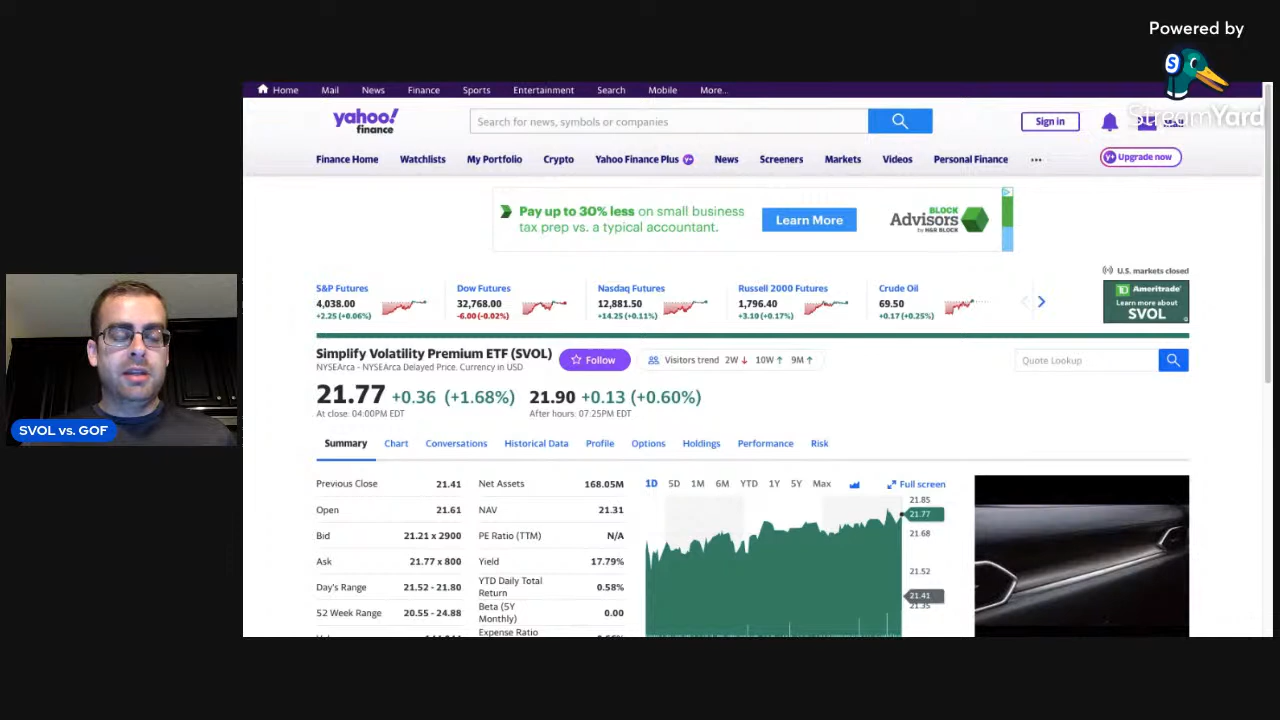 Powered by
S
StreamYard
Home Mail News Finance Sports Entertainment Search Mobile More...
yahoo!
finance
Search for news, symbols or companies
Sign in
Finance Home Watchlists My Portfolio Crypto Yahoo Finance Plus News Screeners Markets Videos Personal Finance ...
Upgrade now
Pay up to 30% less on small business
tax prep vs. a typical accountant.
Learn More
BLOCK
Advisors
by H&R BLOCK
U.S. markets closed
S&P Futures Dow Futures Nasdaq Futures Russell 2000 Futures Crude Oil
4,038.00 32,768.00 12,881.50 1,796.40 69.50
+2.25 (+0.06%) -6.00 (-0.02%) +14.25 (+0.11%) +3.10 (+0.17%) +0.17 (+0.25%)
TD Ameritrade
Learn more about
SVOL
Simplify Volatility Premium ETF (SVOL)
Follow
Visitors trend 2W↓ 10W↑ 9M↑
Quote Lookup
NYSEArca - NYSEArca Delayed Price. Currency in USD
21.77 +0.36 (+1.68%) 21.90 +0.13 (+0.60%)
At close: 04:00PM EDT After hours: 07:25PM EDT
SVOL vs. GOF
Summary Chart Conversations Historical Data Profile Options Holdings Performance Risk
Previous Close 21.41 Net Assets 168.05M
Open 21.61 NAV 21.31
Bid 21.21 x 2900 PE Ratio (TTM) N/A
Ask 21.77 x 800 Yield 17.79%
Day's Range 21.52 - 21.80 YTD Daily Total Return 0.58%
52 Week Range 20.55 - 24.88 Beta (5Y Monthly) 0.00
Expense Ratio
1D 5D 1M 6M YTD 1Y 5Y Max
Full screen
21.85
21.77
21.68
21.52
21.41
21.35